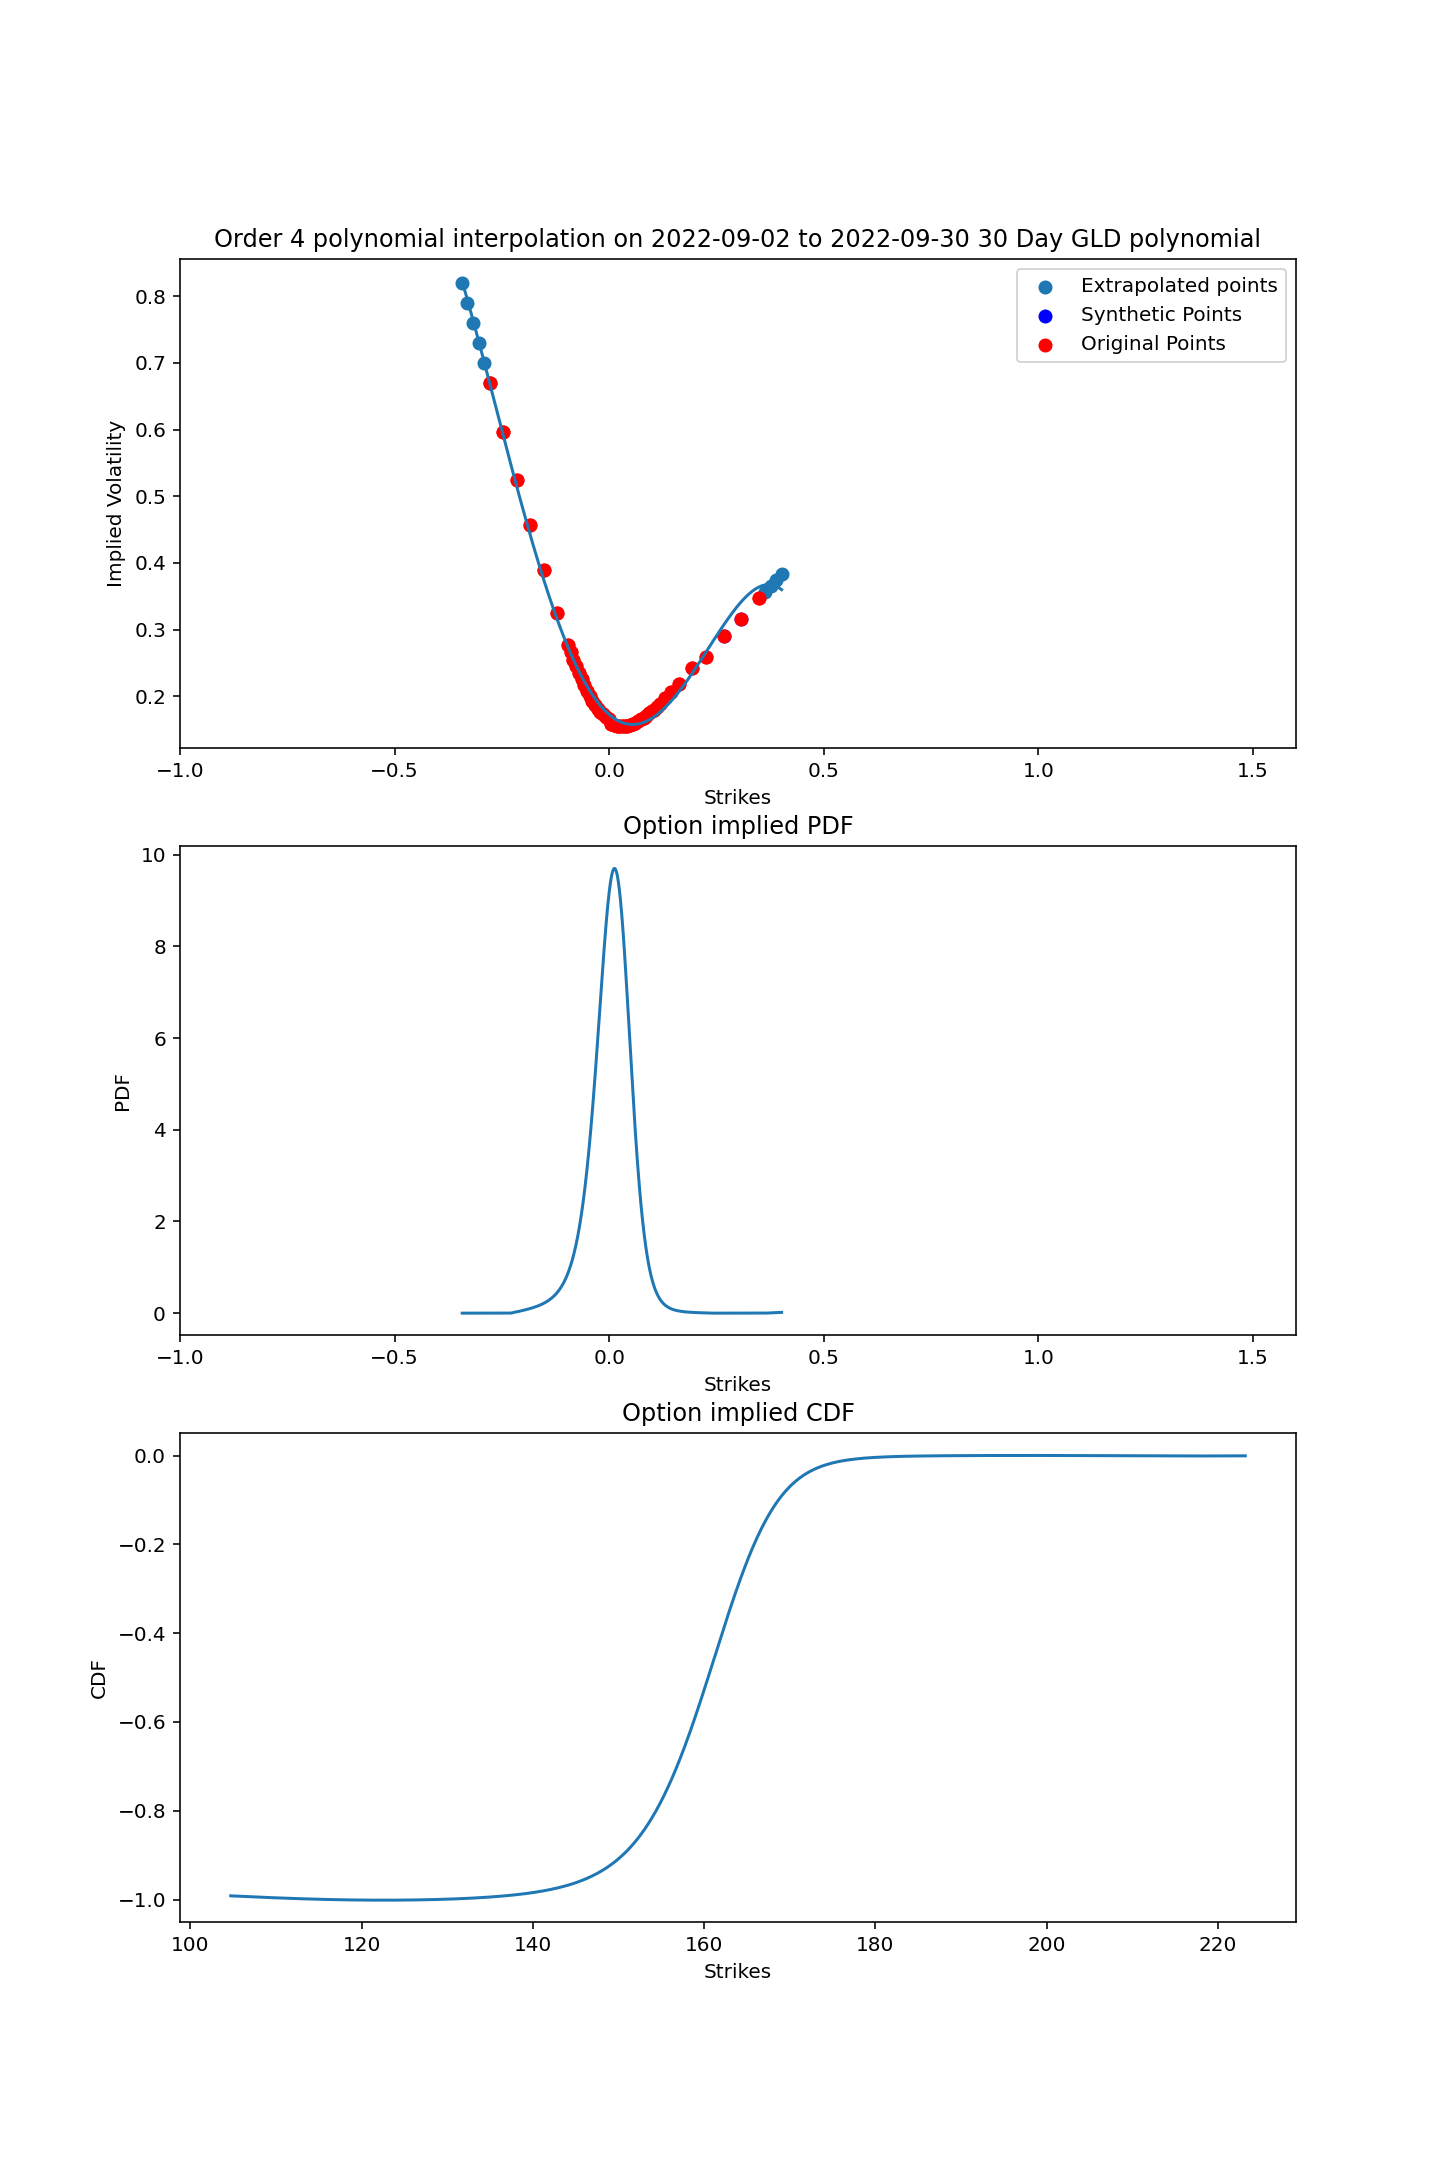 Order 4 polynomial interpolation on 2022-09-02 to 2022-09-30 30 Day GLD polynomial
Extrapolated points
Synthetic Points
Original Points
Implied Volatility
0.8
0.7
0.6
0.5
0.4
0.3
0.2
−1.0 −0.5 0.0 0.5 1.0 1.5
Strikes
Option implied PDF
PDF
10
8
6
4
2
0
−1.0 −0.5 0.0 0.5 1.0 1.5
Strikes
Option implied CDF
CDF
0.0
−0.2
−0.4
−0.6
−0.8
−1.0
100 120 140 160 180 200 220
Strikes